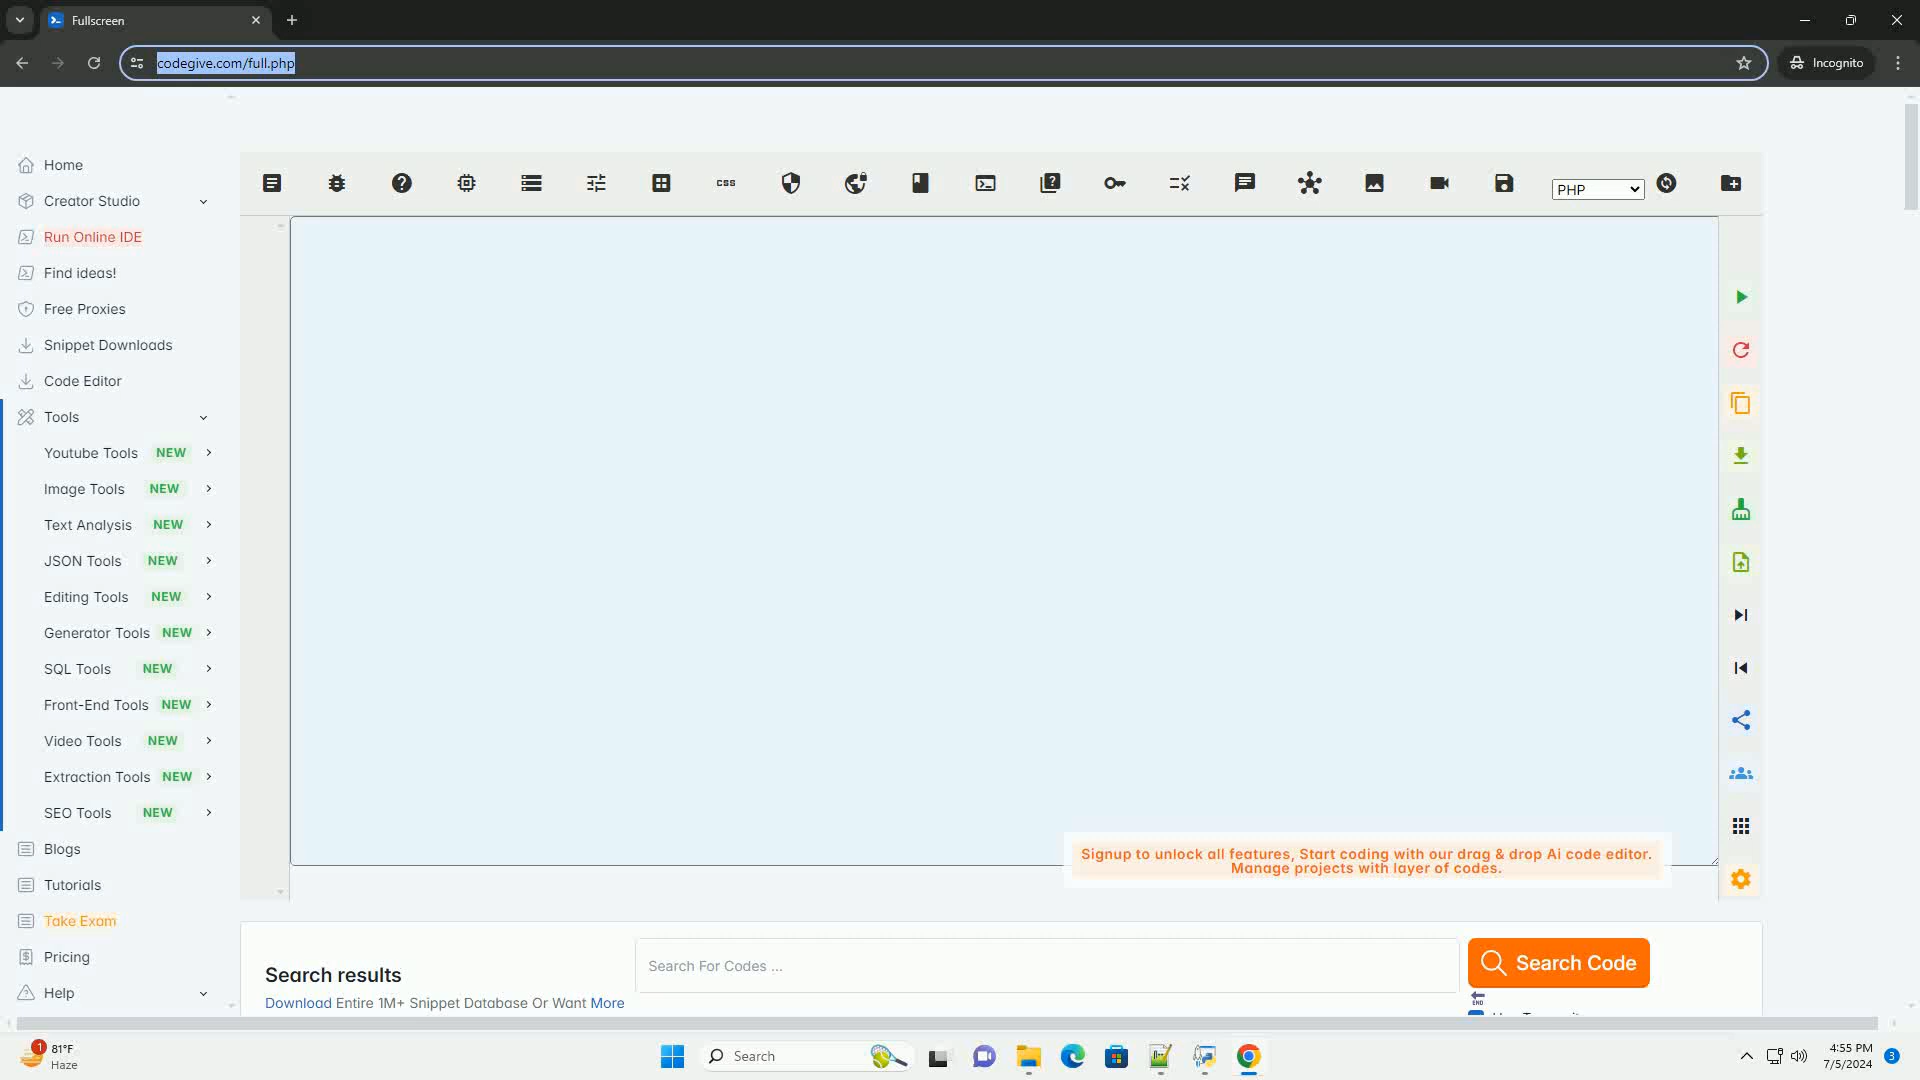 Fullscreen
codegive.com/full.php
Incognito
Home
Creator Studio
Run Online IDE
Find ideas!
Free Proxies
Snippet Downloads
Code Editor
Tools
Youtube Tools NEW
Image Tools NEW
Text Analysis NEW
JSON Tools NEW
Editing Tools NEW
Generator Tools NEW
SQL Tools NEW
Front-End Tools NEW
Video Tools NEW
Extraction Tools NEW
SEO Tools NEW
Blogs
Tutorials
Take Exam
Pricing
Help
CSS
PHP
Signup to unlock all features, Start coding with our drag & drop Ai code editor.
Manage projects with layer of codes.
Search results
Search For Codes ...
Search Code
Download Entire 1M+ Snippet Database Or Want More
END
1
81°F
Haze
Search
4:55 PM
7/5/2024
3